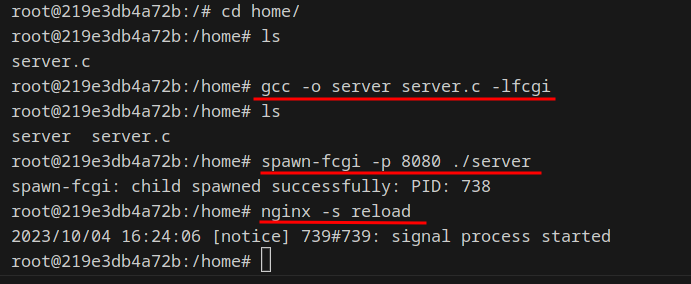 root@219e3db4a72b:/# cd home/
root@219e3db4a72b:/home# ls
server.c
root@219e3db4a72b:/home# gcc -o server server.c -lfcgi
root@219e3db4a72b:/home# ls
server  server.c
root@219e3db4a72b:/home# spawn-fcgi -p 8080 ./server
spawn-fcgi: child spawned successfully: PID: 738
root@219e3db4a72b:/home# nginx -s reload
2023/10/04 16:24:06 [notice] 739#739: signal process started
root@219e3db4a72b:/home#